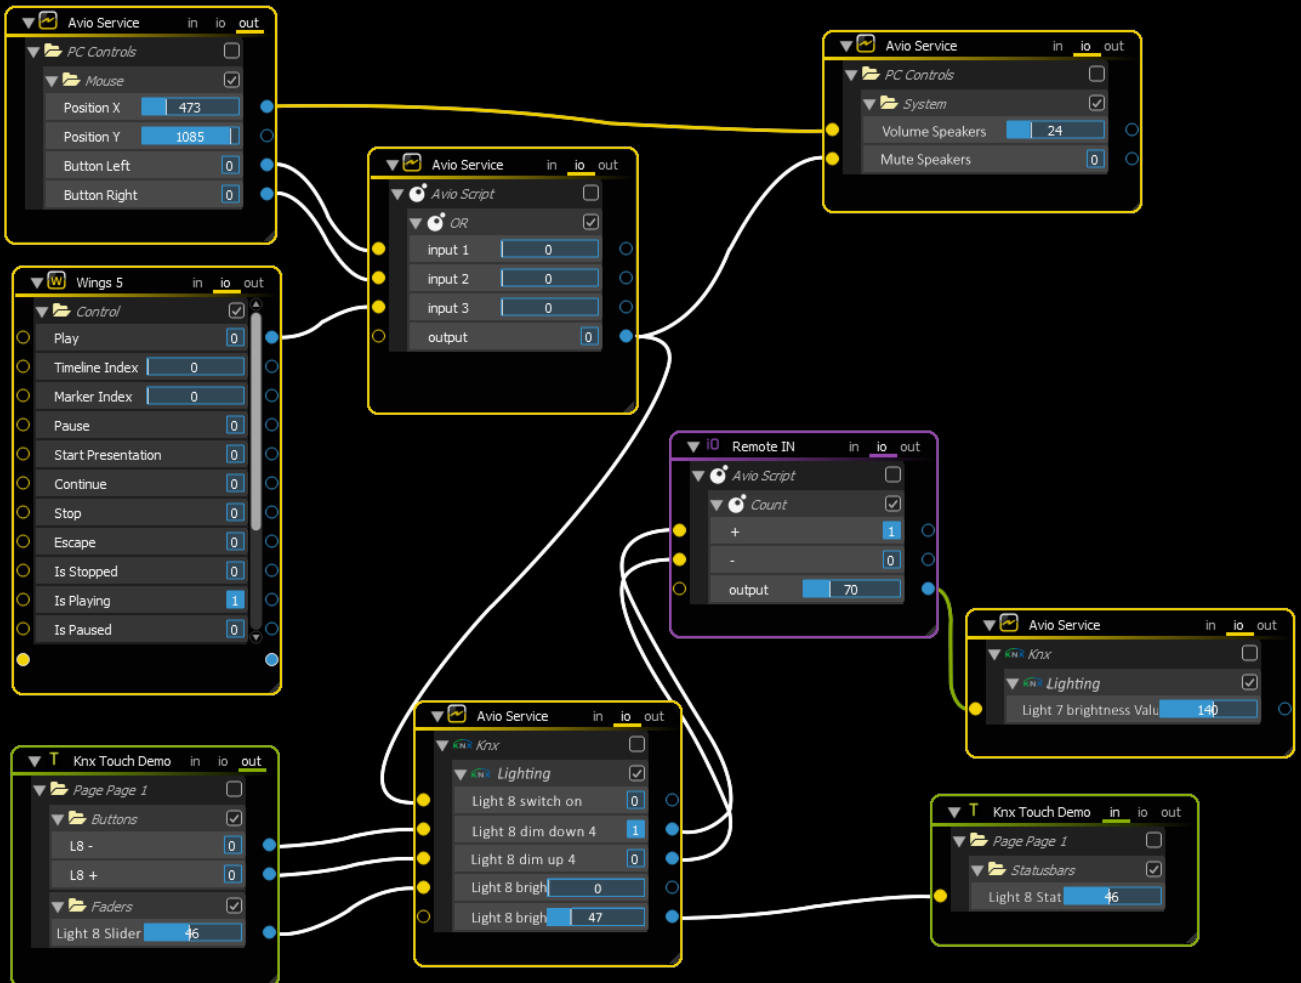 Avio Service in io out
PC Controls
Mouse
Position X 473
Position Y 1085
Button Left 0
Button Right 0
Avio Service in io out
PC Controls
System
Volume Speakers 24
Mute Speakers 0
Avio Service in io out
Avio Script
OR
input 1 0
input 2 0
input 3 0
output 0
W Wings 5 in io out
Control
Play 0
Timeline Index 0
Marker Index 0
Pause 0
Start Presentation 0
Continue 0
Stop 0
Escape 0
Is Stopped 0
Is Playing 1
Is Paused 0
iO Remote IN in io out
Avio Script
Count
+ 1
- 0
output 70
Avio Service in io out
KNX Knx
KNX Lighting
Light 7 brightness Valu 140
Avio Service in io out
KNX Knx
KNX Lighting
Light 8 switch on 0
Light 8 dim down 4 1
Light 8 dim up 4 0
Light 8 brigh 0
Light 8 brigh 47
T Knx Touch Demo in io out
Page Page 1
Buttons
L8 - 0
L8 + 0
Faders
Light 8 Slider 46
T Knx Touch Demo in io out
Page Page 1
Statusbars
Light 8 Stat 46